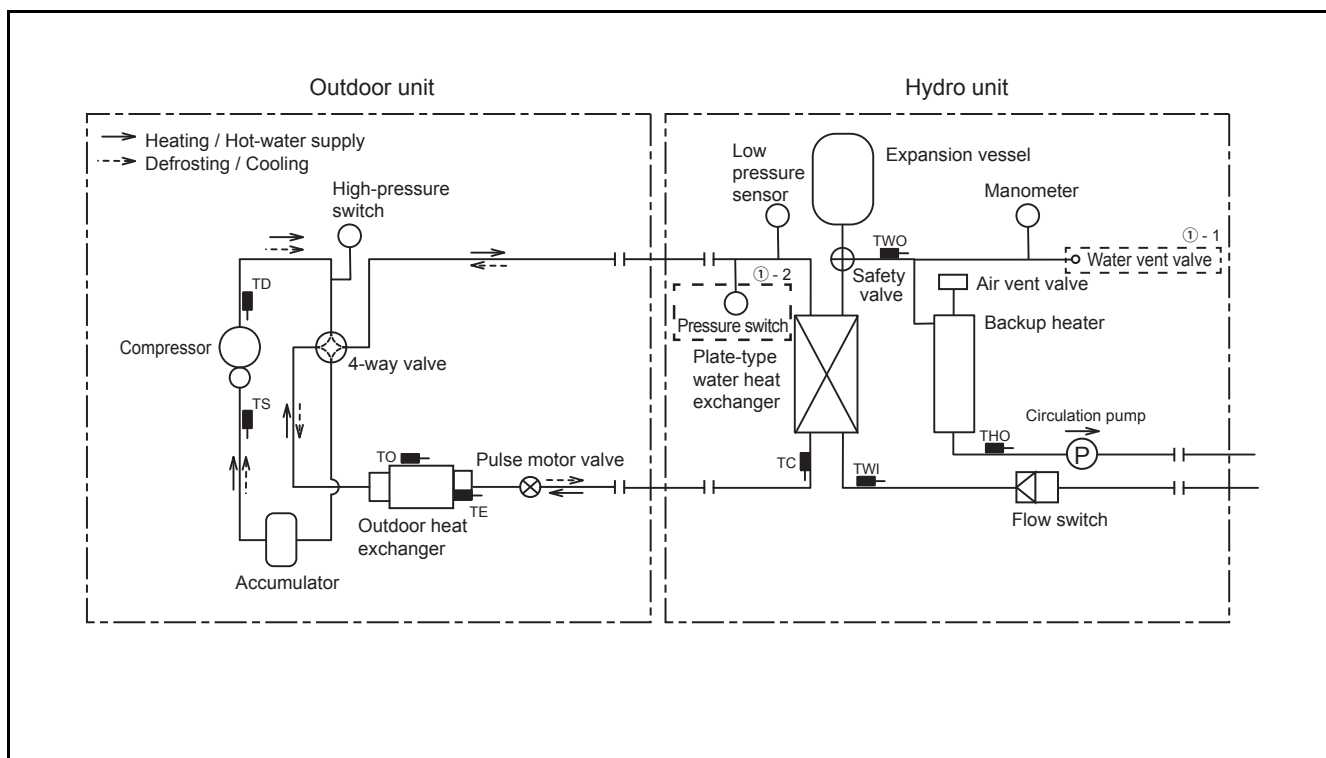 Outdoor unit
Hydro unit
Heating / Hot-water supply
Defrosting / Cooling
High-pressure
switch
TD
Compressor
4-way valve
TS
TO
Pulse motor valve
TE
Outdoor heat
exchanger
Accumulator
Low
pressure
sensor
Expansion vessel
Manometer
TWO
① - 1
Water vent valve
Safety
valve
Air vent valve
① - 2
Pressure switch
Backup heater
Plate-type
water heat
exchanger
Circulation pump
THO
P
TC
TWI
Flow switch